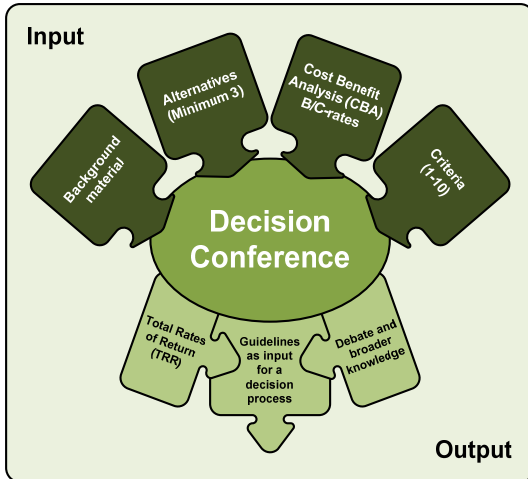 Input
Background
material
Alternatives
(Minimum 3)
Cost Benefit
Analysis (CBA)
B/C-rates
Criteria
(1-10)
Decision
Conference
Total Rates
of Return
(TRR)
Guidelines
as input
for a
decision
process
Debate and
broader
knowledge
Output